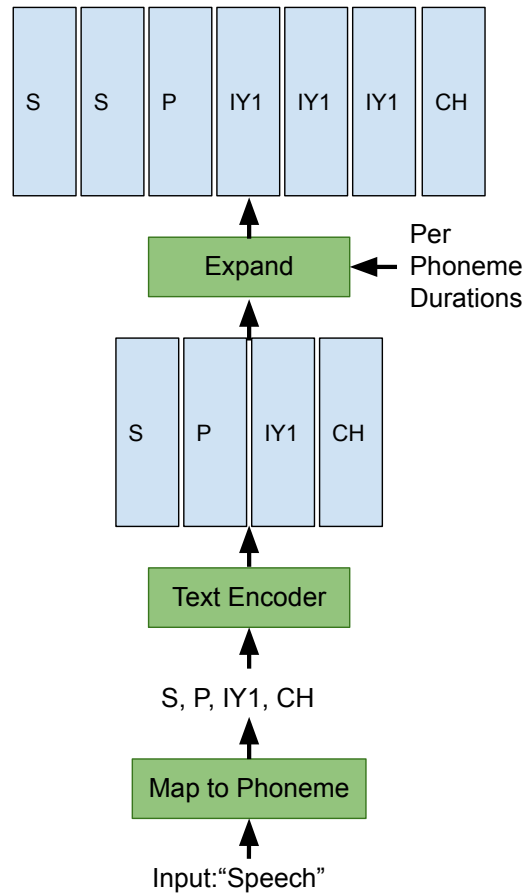 S S P IY1 IY1 IY1 CH
Expand
Per
Phoneme
Durations
S P IY1 CH
Text Encoder
S, P, IY1, CH
Map to Phoneme
Input:“Speech”